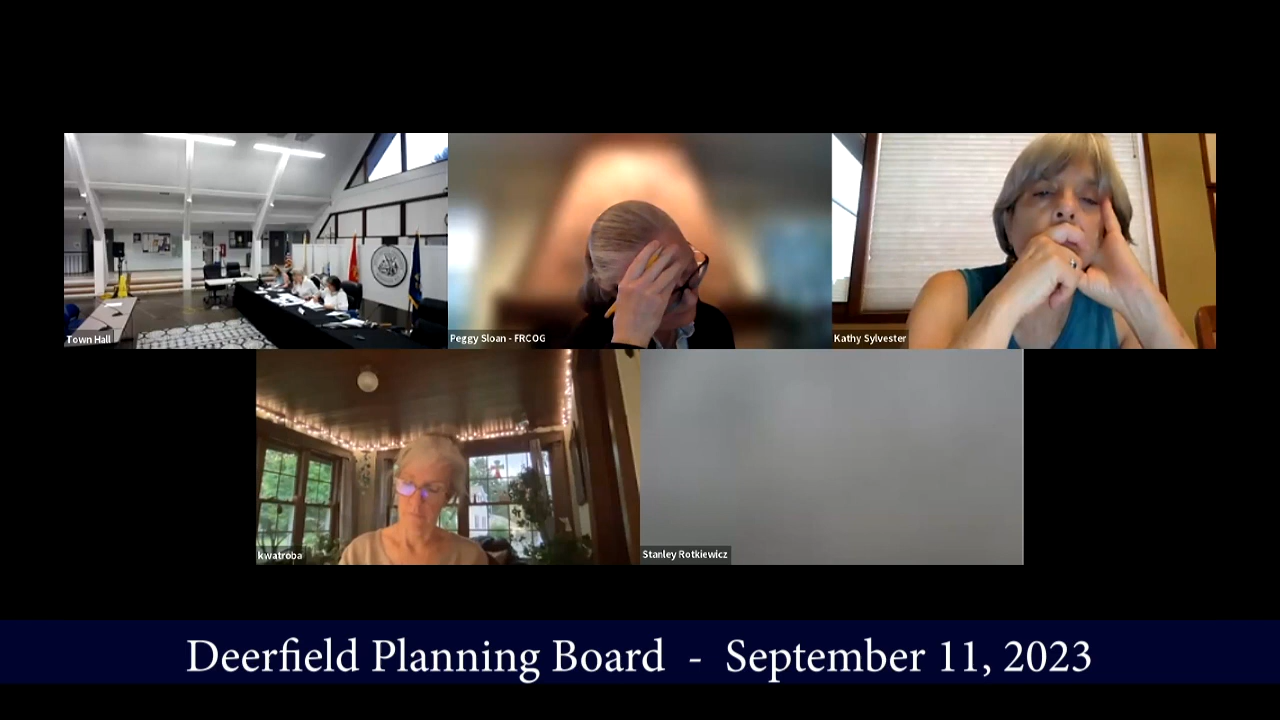 Town Hall
Peggy Sloan - FRCOG
Kathy Sylvester
kwatroba
Stanley Rotkiewicz
Deerfield Planning Board - September 11, 2023